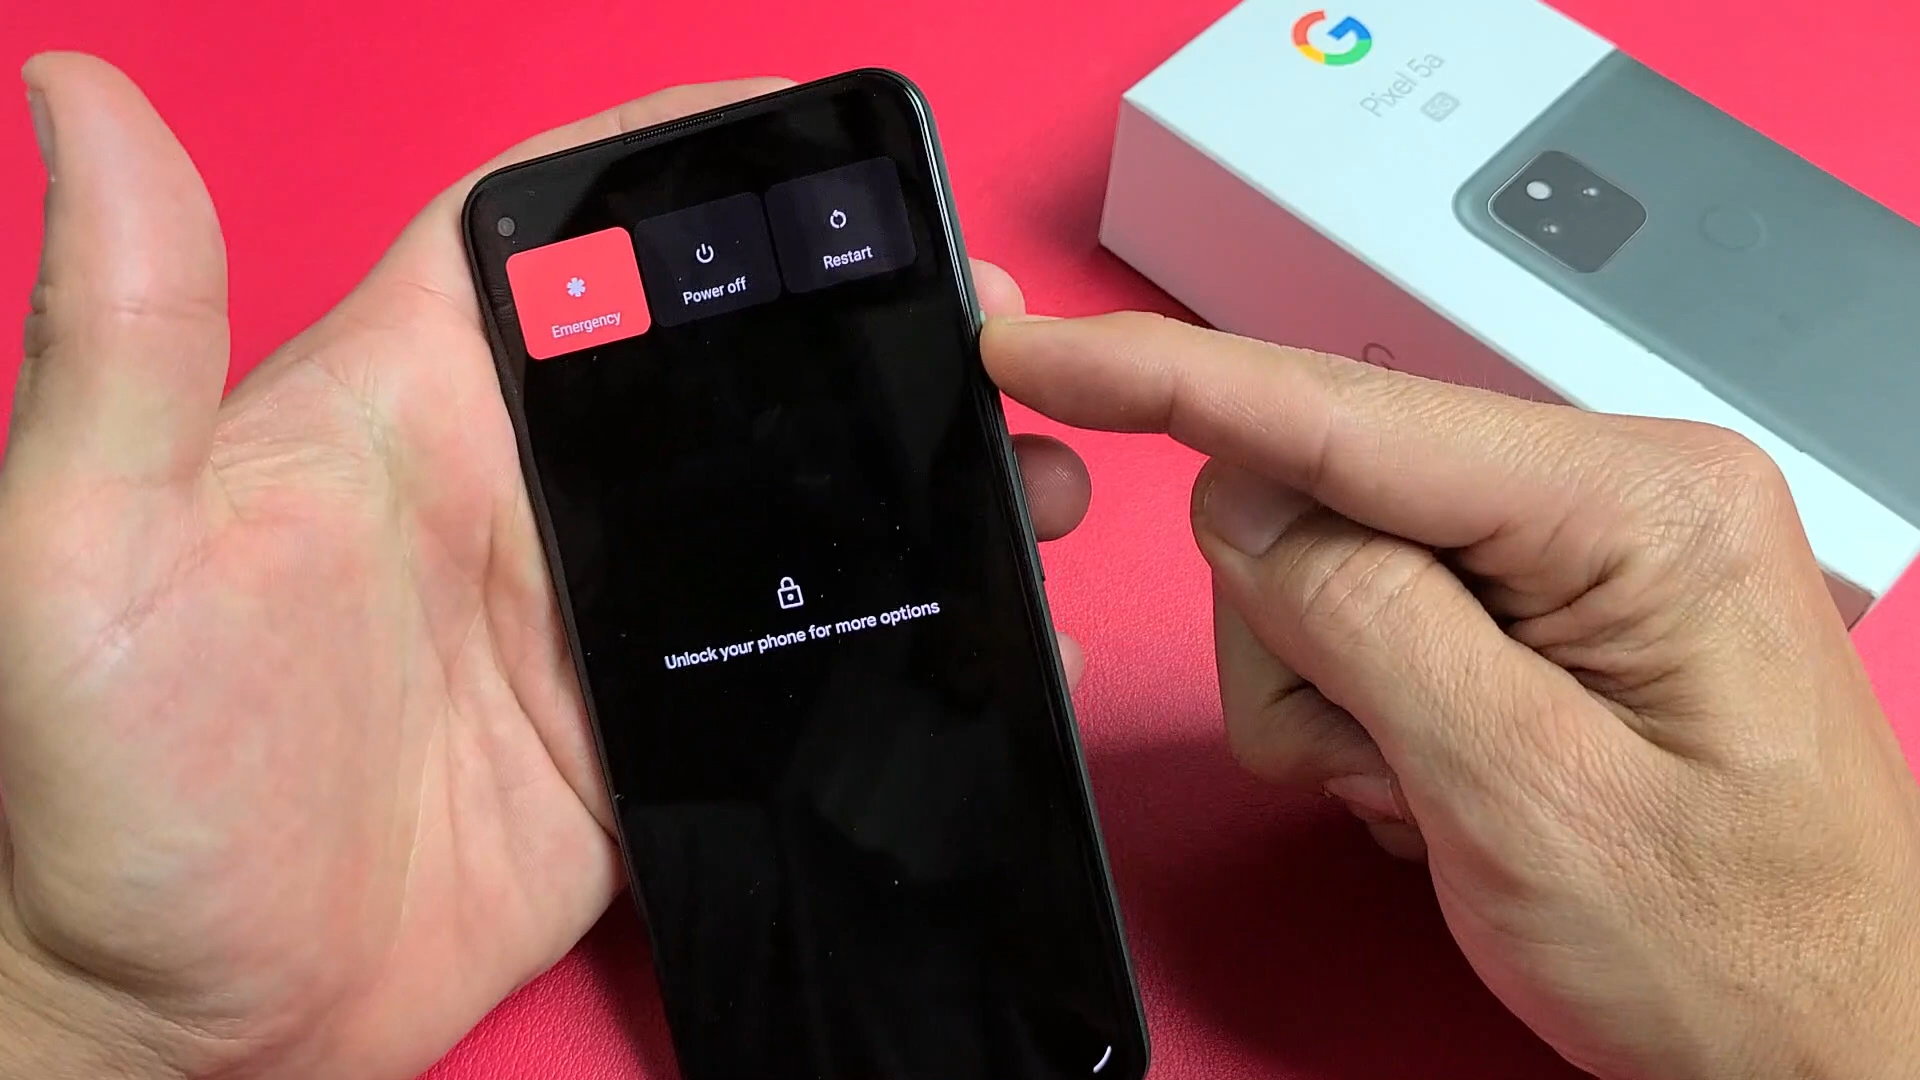 G
Pixel 5a
5G
Emergency
Power off
Restart
G
Unlock your phone for more options